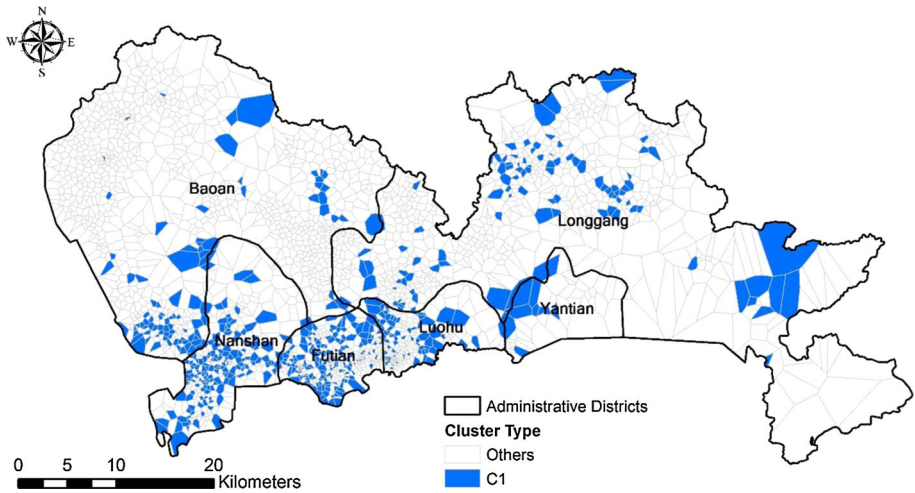 N
W E
S
Baoan
Longgang
Yantian
Luohu
Nanshan
Futian
Administrative Districts
Cluster Type
Others
C1
0 5 10 20
Kilometers